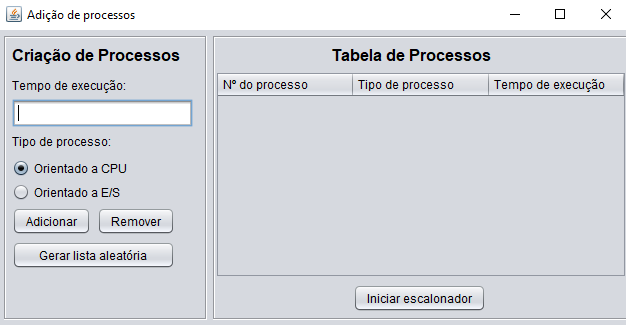 Adição de processos
Criação de Processos
Tempo de execução:
Tipo de processo:
Orientado a CPU
Orientado a E/S
Adicionar Remover
Gerar lista aleatória
Tabela de Processos
Nº do processo Tipo de processo Tempo de execução
Iniciar escalonador